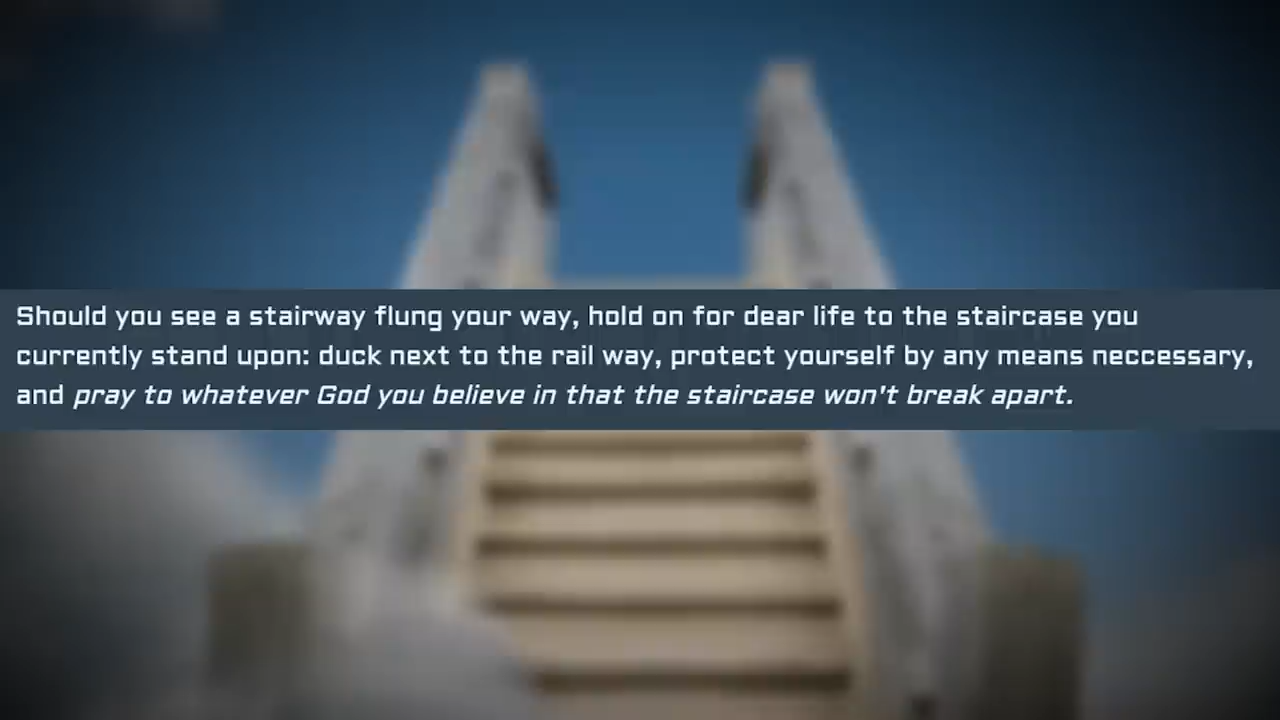 Should you see a stairway flung your way, hold on for dear life to the staircase you
currently stand upon: duck next to the rail way, protect yourself by any means neccessary,
and pray to whatever God you believe in that the staircase won't break apart.